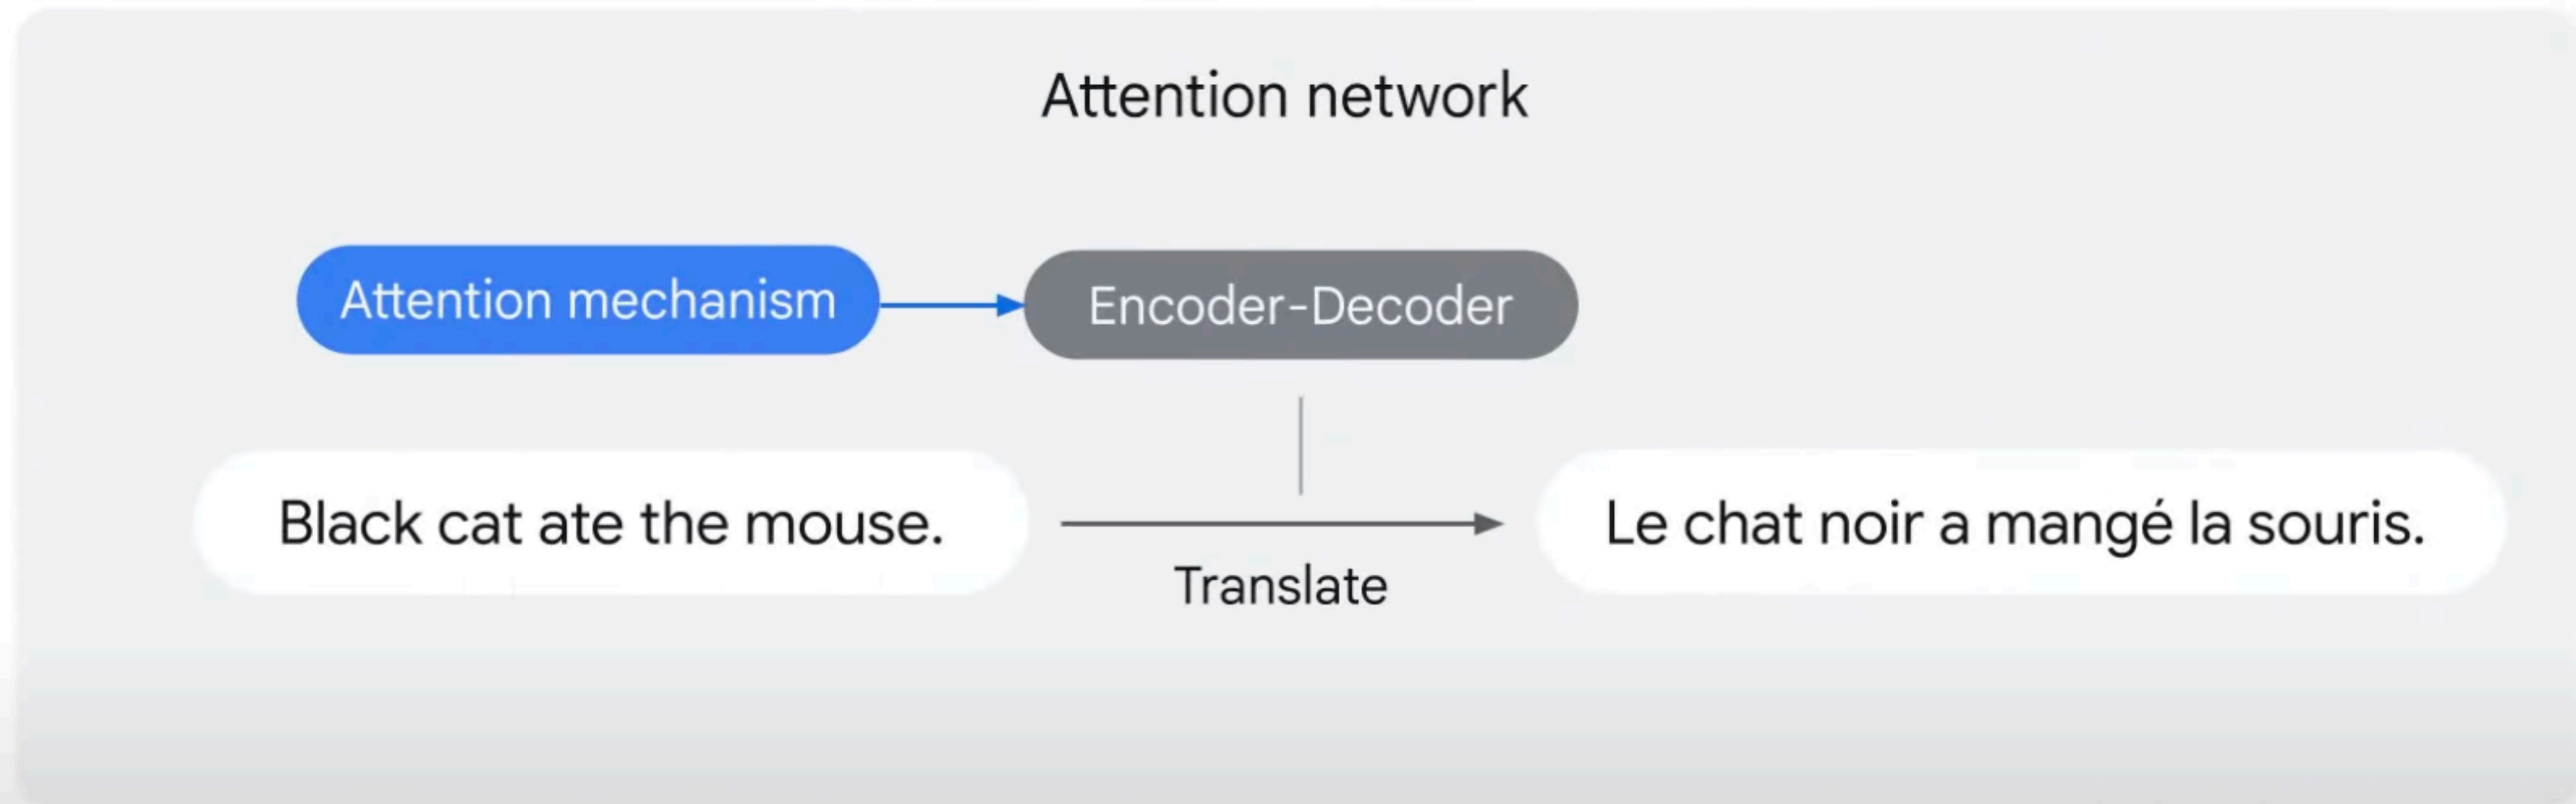 Attention network
Attention mechanism
Encoder-Decoder
Black cat ate the mouse.
Translate
Le chat noir a mangé la souris.